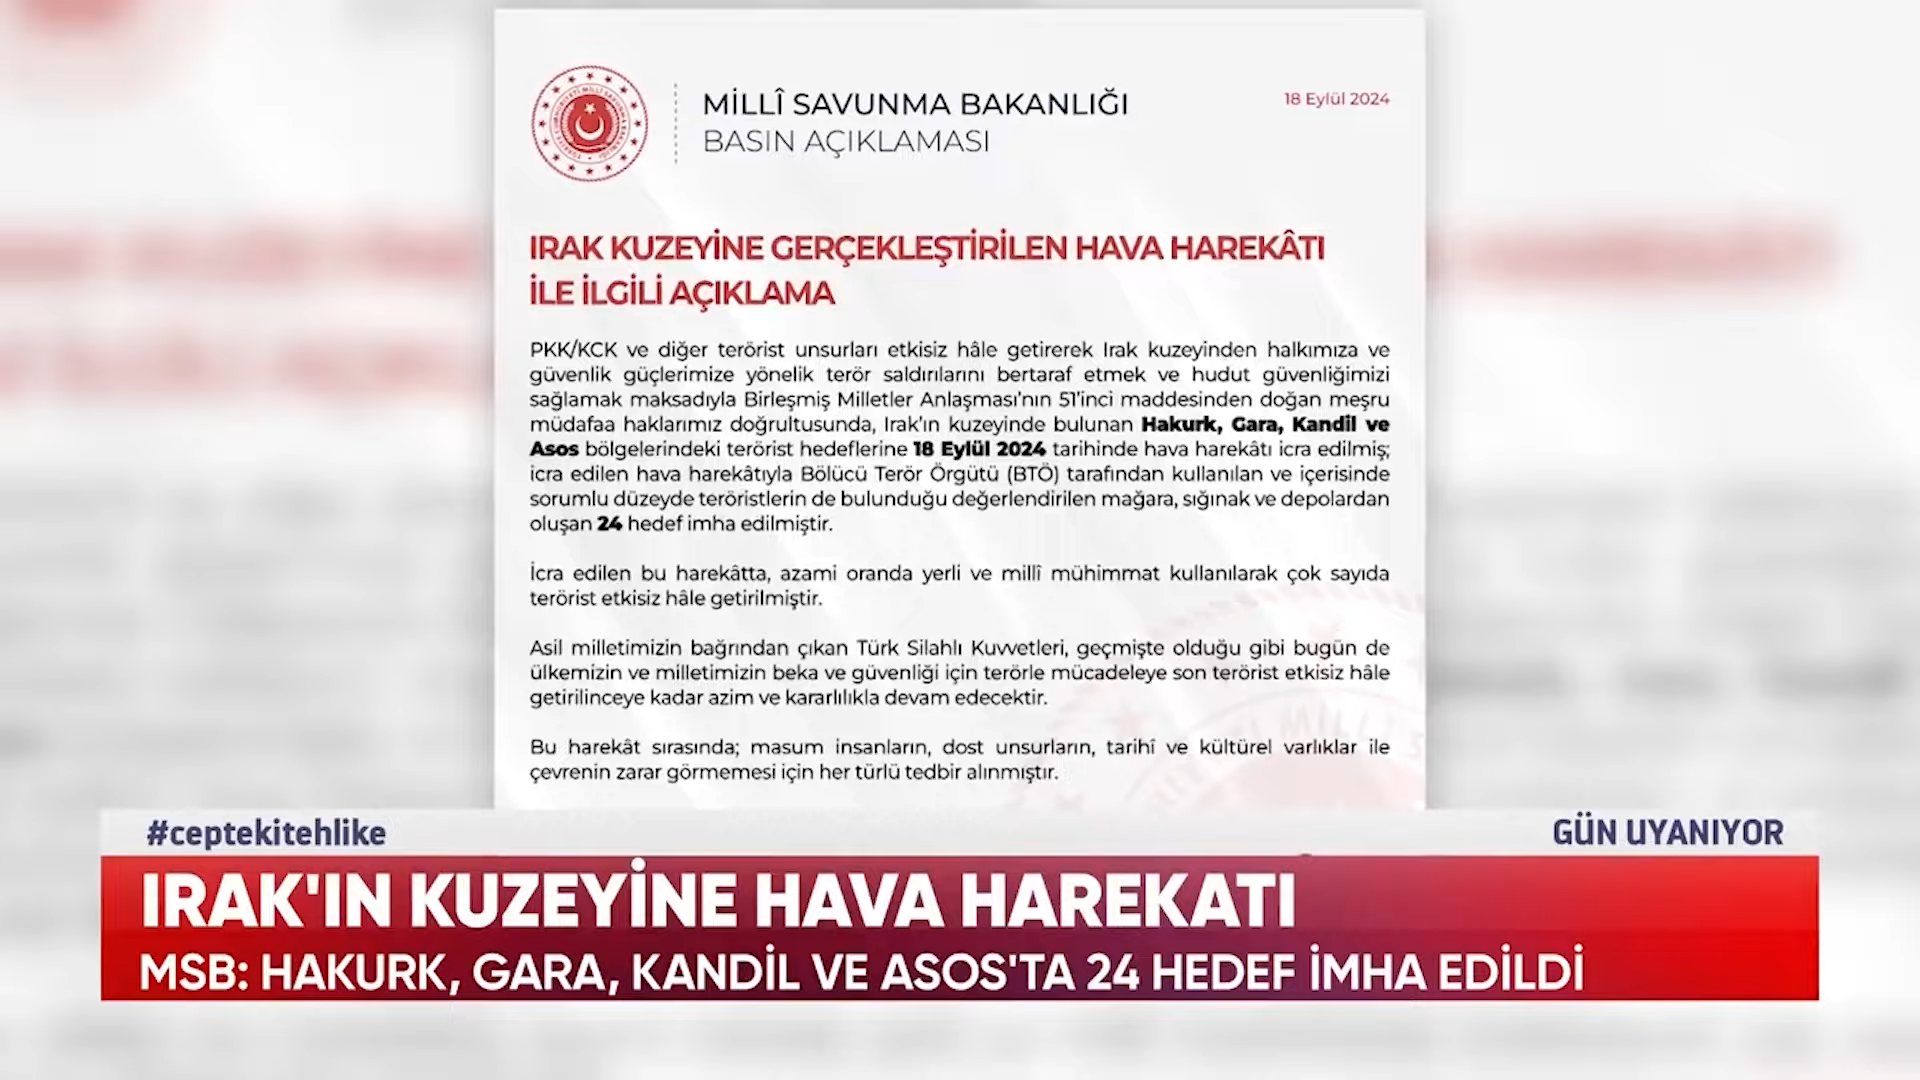 MİLLÎ SAVUNMA BAKANLIĞI
BASIN AÇIKLAMASI
18 Eylül 2024
IRAK KUZEYİNE GERÇEKLEŞTİRİLEN HAVA HAREKÂTI
İLE İLGİLİ AÇIKLAMA
PKK/KCK ve diğer terörist unsurları etkisiz hâle getirerek Irak kuzeyinden halkımıza ve
güvenlik güçlerimize yönelik terör saldırılarını bertaraf etmek ve hudut güvenliğimizi
sağlamak maksadıyla Birleşmiş Milletler Anlaşması'nın 51'inci maddesinden doğan meşru
müdafaa haklarımız doğrultusunda, Irak'ın kuzeyinde bulunan Hakurk, Gara, Kandil ve
Asos bölgelerindeki terörist hedeflerine 18 Eylül 2024 tarihinde hava harekâtı icra edilmiş;
icra edilen hava harekâtıyla Bölücü Terör Örgütü (BTÖ) tarafından kullanılan ve içerisinde
sorumlu düzeyde teröristlerin de bulunduğu değerlendirilen mağara, sığınak ve depolardan
oluşan 24 hedef imha edilmiştir.
İcra edilen bu harekâtta, azami oranda yerli ve millî mühimmat kullanılarak çok sayıda
terörist etkisiz hâle getirilmiştir.
Asil milletimizin bağrından çıkan Türk Silahlı Kuvvetleri, geçmişte olduğu gibi bugün de
ülkemizin ve milletimizin beka ve güvenliği için terörle mücadeleye son terörist etkisiz hâle
getirilinceye kadar azim ve kararlılıkla devam edecektir.
Bu harekât sırasında; masum insanların, dost unsurların, tarihî ve kültürel varlıklar ile
çevrenin zarar görmemesi için her türlü tedbir alınmıştır.
#ceptekitehlike
GÜN UYANIYOR
IRAK'IN KUZEYİNE HAVA HAREKATI
MSB: HAKURK, GARA, KANDİL VE ASOS'TA 24 HEDEF İMHA EDİLDİ